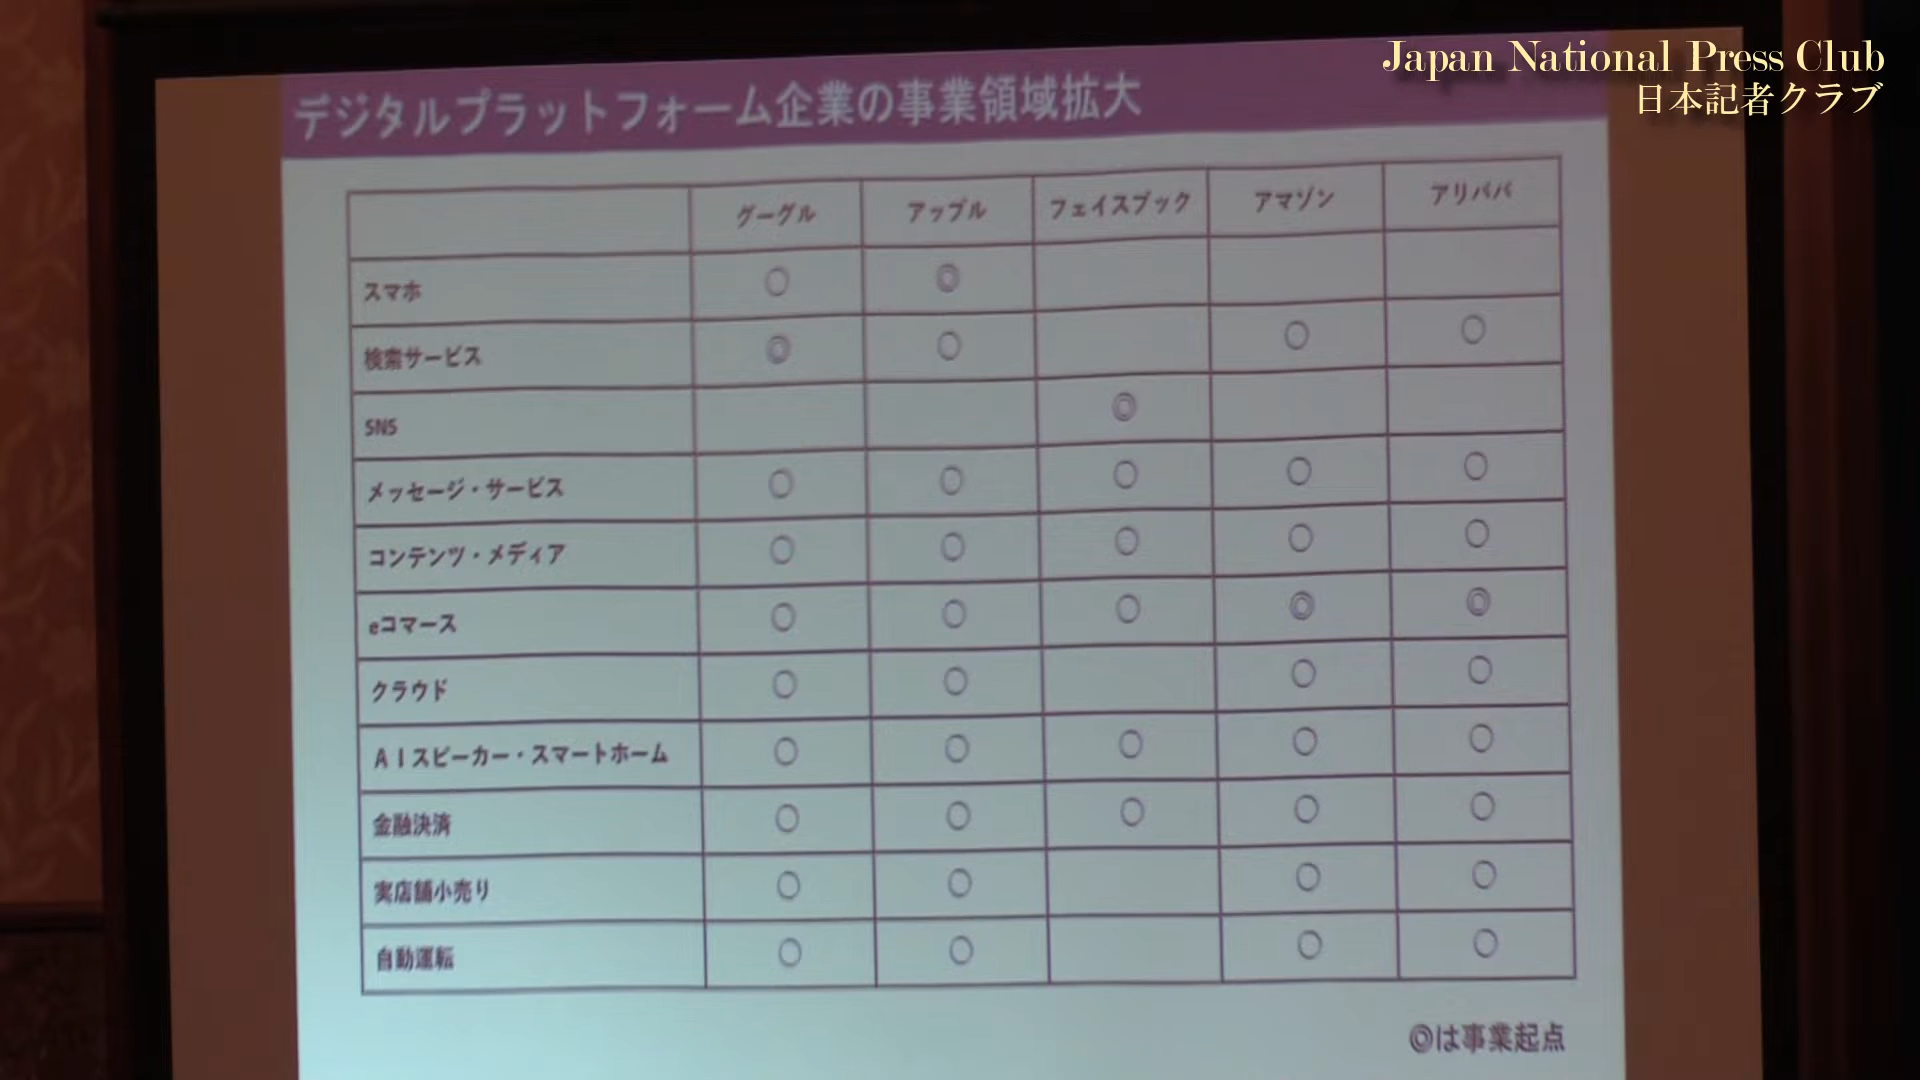 Japan National Press Club
日本記者クラブ
デジタルプラットフォーム企業の事業領域拡大
グーグル アップル フェイスブック アマゾン アリババ
スマホ ○ ◎
検索サービス ◎ ○ ○ ○
SNS ◎
メッセージ・サービス ○ ○ ○ ○ ○
コンテンツ・メディア ○ ○ ○ ○ ○
eコマース ○ ○ ○ ◎ ◎
クラウド ○ ○ ○ ○
AIスピーカー・スマートホーム ○ ○ ○ ○ ○
金融決済 ○ ○ ○ ○ ○
実店舗小売り ○ ○ ○ ○
自動運転 ○ ○ ○ ○
◎は事業起点